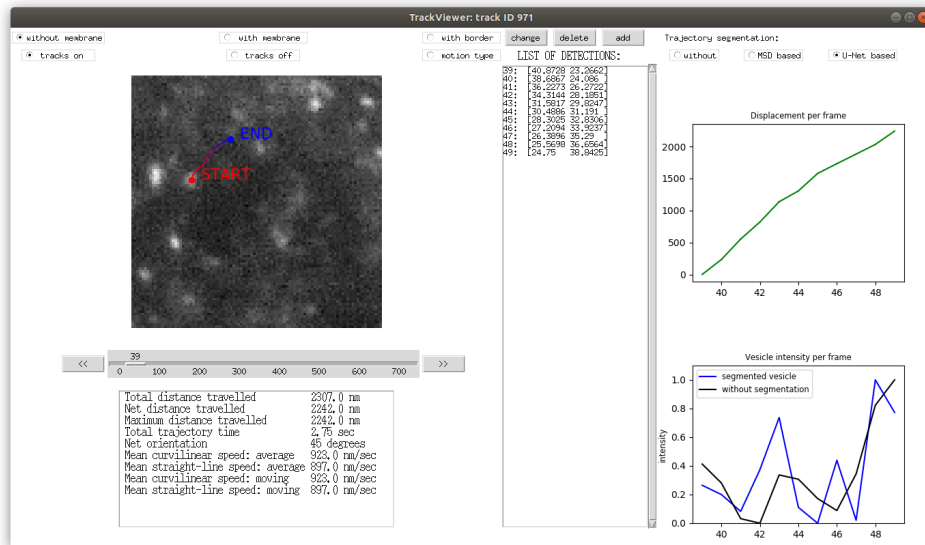 TrackViewer: track ID 971
without membrane with membrane with border change delete add Trajectory segmentation:
tracks on tracks off motion type LIST OF DETECTIONS: without MSD based U-Net based
39: [40.8728 23.2662]
40: [38.6867 24.086 ]
41: [36.2273 26.2722]
42: [34.3144 28.1851]
43: [31.5817 29.8247]
44: [30.4886 31.191 ]
45: [28.3025 32.8306]
46: [27.2094 33.9237]
47: [26.3896 35.29 ]
48: [25.5698 36.6564]
49: [24.75 38.8425]
END
START
Displacement per frame
2000
1500
1000
500
0
40 42 44 46 48
<< 39 >>
0 100 200 300 400 500 600 700
Total distance travelled 2307.0 nm
Net distance travelled 2242.0 nm
Maximum distance travelled 2242.0 nm
Total trajectory time 2.75 sec
Net orientation 45 degrees
Mean curvilinear speed: average 923.0 nm/sec
Mean straight-line speed: average 897.0 nm/sec
Mean curvilinear speed: moving 923.0 nm/sec
Mean straight-line speed: moving 897.0 nm/sec
Vesicle intensity per frame
segmented vesicle
without segmentation
intensity
1.0
0.8
0.6
0.4
0.2
0.0
40 42 44 46 48